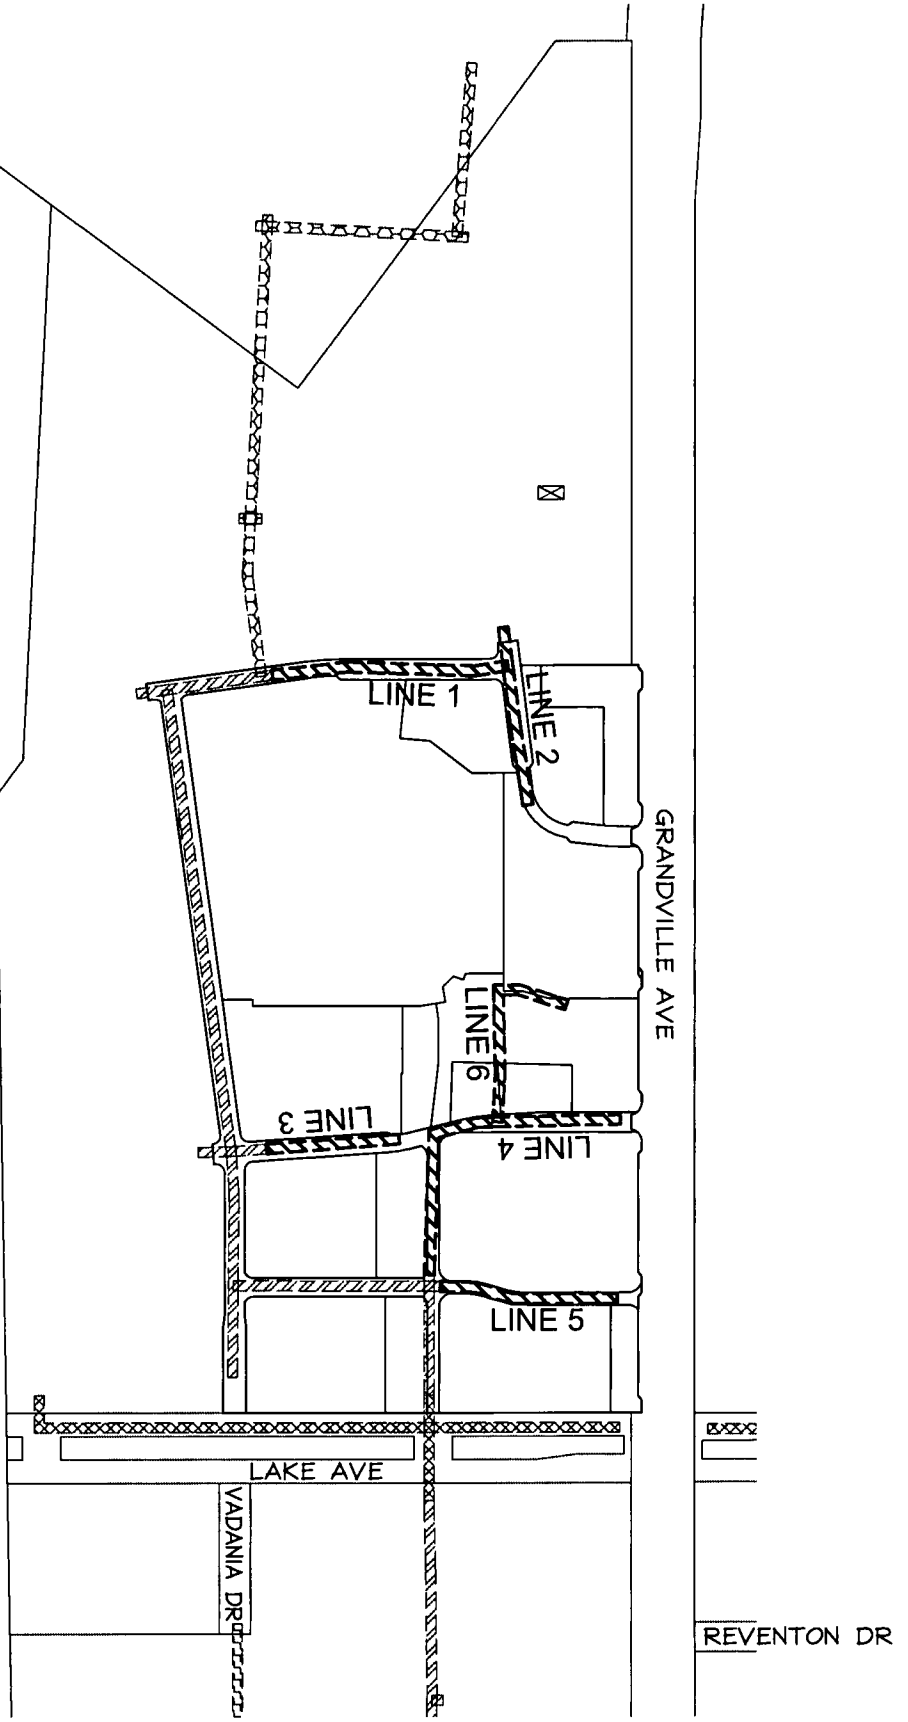 LINE 1
LINE 2
GRANDVILLE AVE
LINE 6
LINE 3
LINE 4
LINE 5
LAKE AVE
VADANIA DR
REVENTON DR